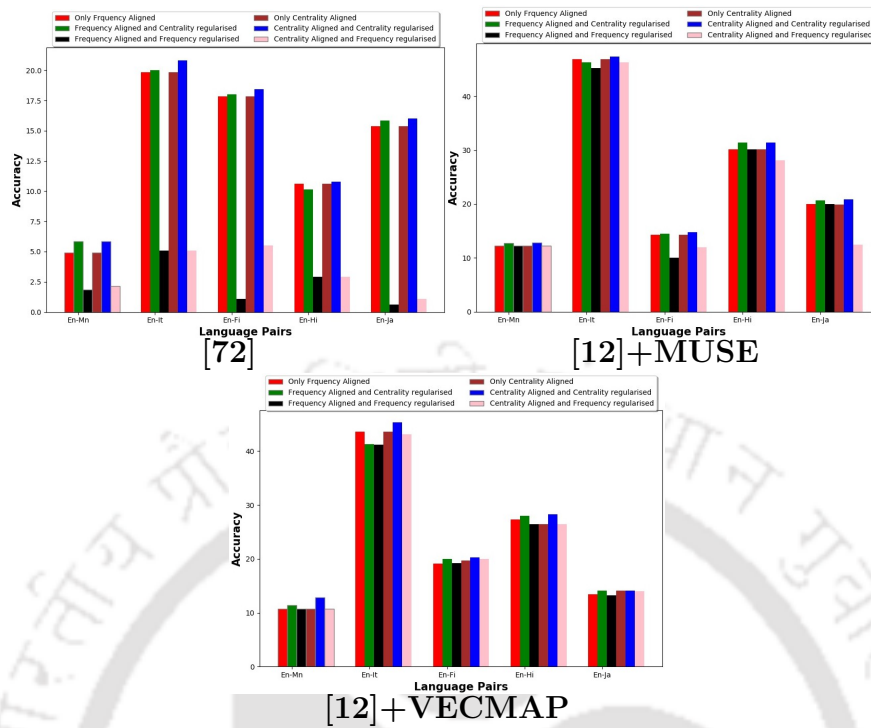 Only Frquency Aligned
Frequency Aligned and Centrality regularised
Frequency Aligned and Frequency regularised
Only Centrality Aligned
Centrality Aligned and Centrality regularised
Centrality Aligned and Frequency regularised
Accuracy
20.0
17.5
15.0
12.5
10.0
7.5
5.0
2.5
0.0
En-Mn En-It En-Fi En-Hi En-Ja
Language Pairs
[72]
Only Frquency Aligned
Frequency Aligned and Centrality regularised
Frequency Aligned and Frequency regularised
Only Centrality Aligned
Centrality Aligned and Centrality regularised
Centrality Aligned and Frequency regularised
Accuracy
40
30
20
10
0
En-Mn En-It En-Fi En-Hi En-Ja
Language Pairs
[12]+MUSE
Only Frquency Aligned
Frequency Aligned and Centrality regularised
Frequency Aligned and Frequency regularised
Only Centrality Aligned
Centrality Aligned and Centrality regularised
Centrality Aligned and Frequency regularised
Accuracy
40
30
20
10
0
En-Mn En-It En-Fi En-Hi En-Ja
Language Pairs
[12]+VECMAP